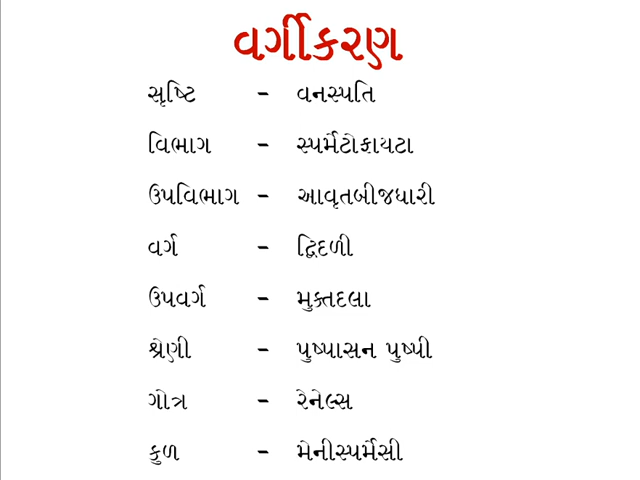 વર્ગીકરણ
સૃષ્ટિ - વનસ્પતિ
વિભાગ - સ્પર્મેટોફાયટા
ઉપવિભાગ - આવૃતબીજધારી
વર્ગ - દ્વિદળી
ઉપવર્ગ - મુક્તદલા
શ્રેણી - પુષ્પાસન પુષ્પી
ગોત્ર - રેનેલ્સ
કુળ - મેનીસ્પર્મેસી